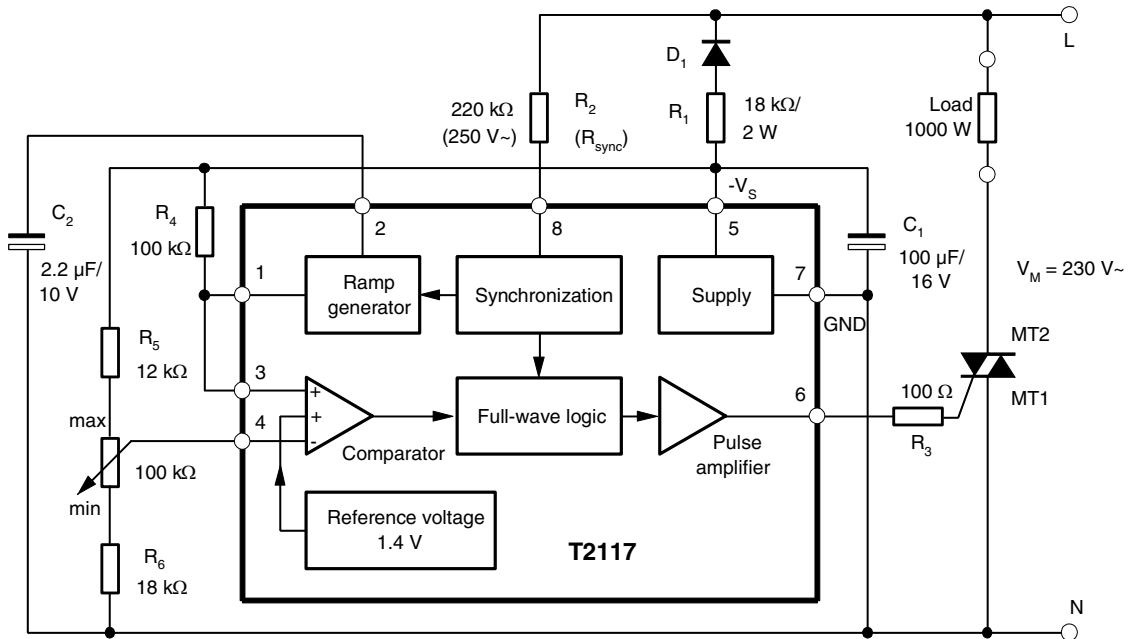 L
D1
220 kΩ
(250 V~)
R2
(Rsync)
R1
18 kΩ/
2 W
Load
1000 W
-VS
C2
2.2 µF/
10 V
R4
100 kΩ
2
8
5
C1
100 µF/
16 V
VM = 230 V~
1
Ramp
generator
Synchronization
Supply
7
GND
R5
12 kΩ
MT2
MT1
3
4
+
+
-
Comparator
Full-wave logic
Pulse
amplifier
6
100 Ω
R3
max
100 kΩ
min
Reference voltage
1.4 V
T2117
R6
18 kΩ
N